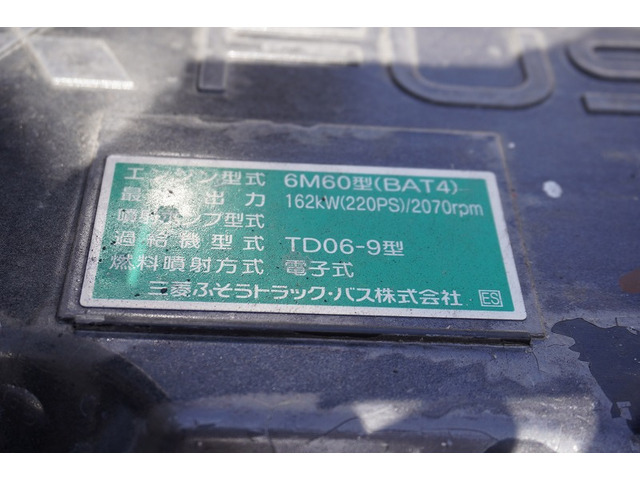 FUS
エンジン型式 6M60型(BAT4)
最高出力 162kW(220PS)/2070rpm
噴射ポンプ型式
過給機型式 TD06-9型
燃料噴射方式 電子式
三菱ふそうトラック・バス株式会社 ES